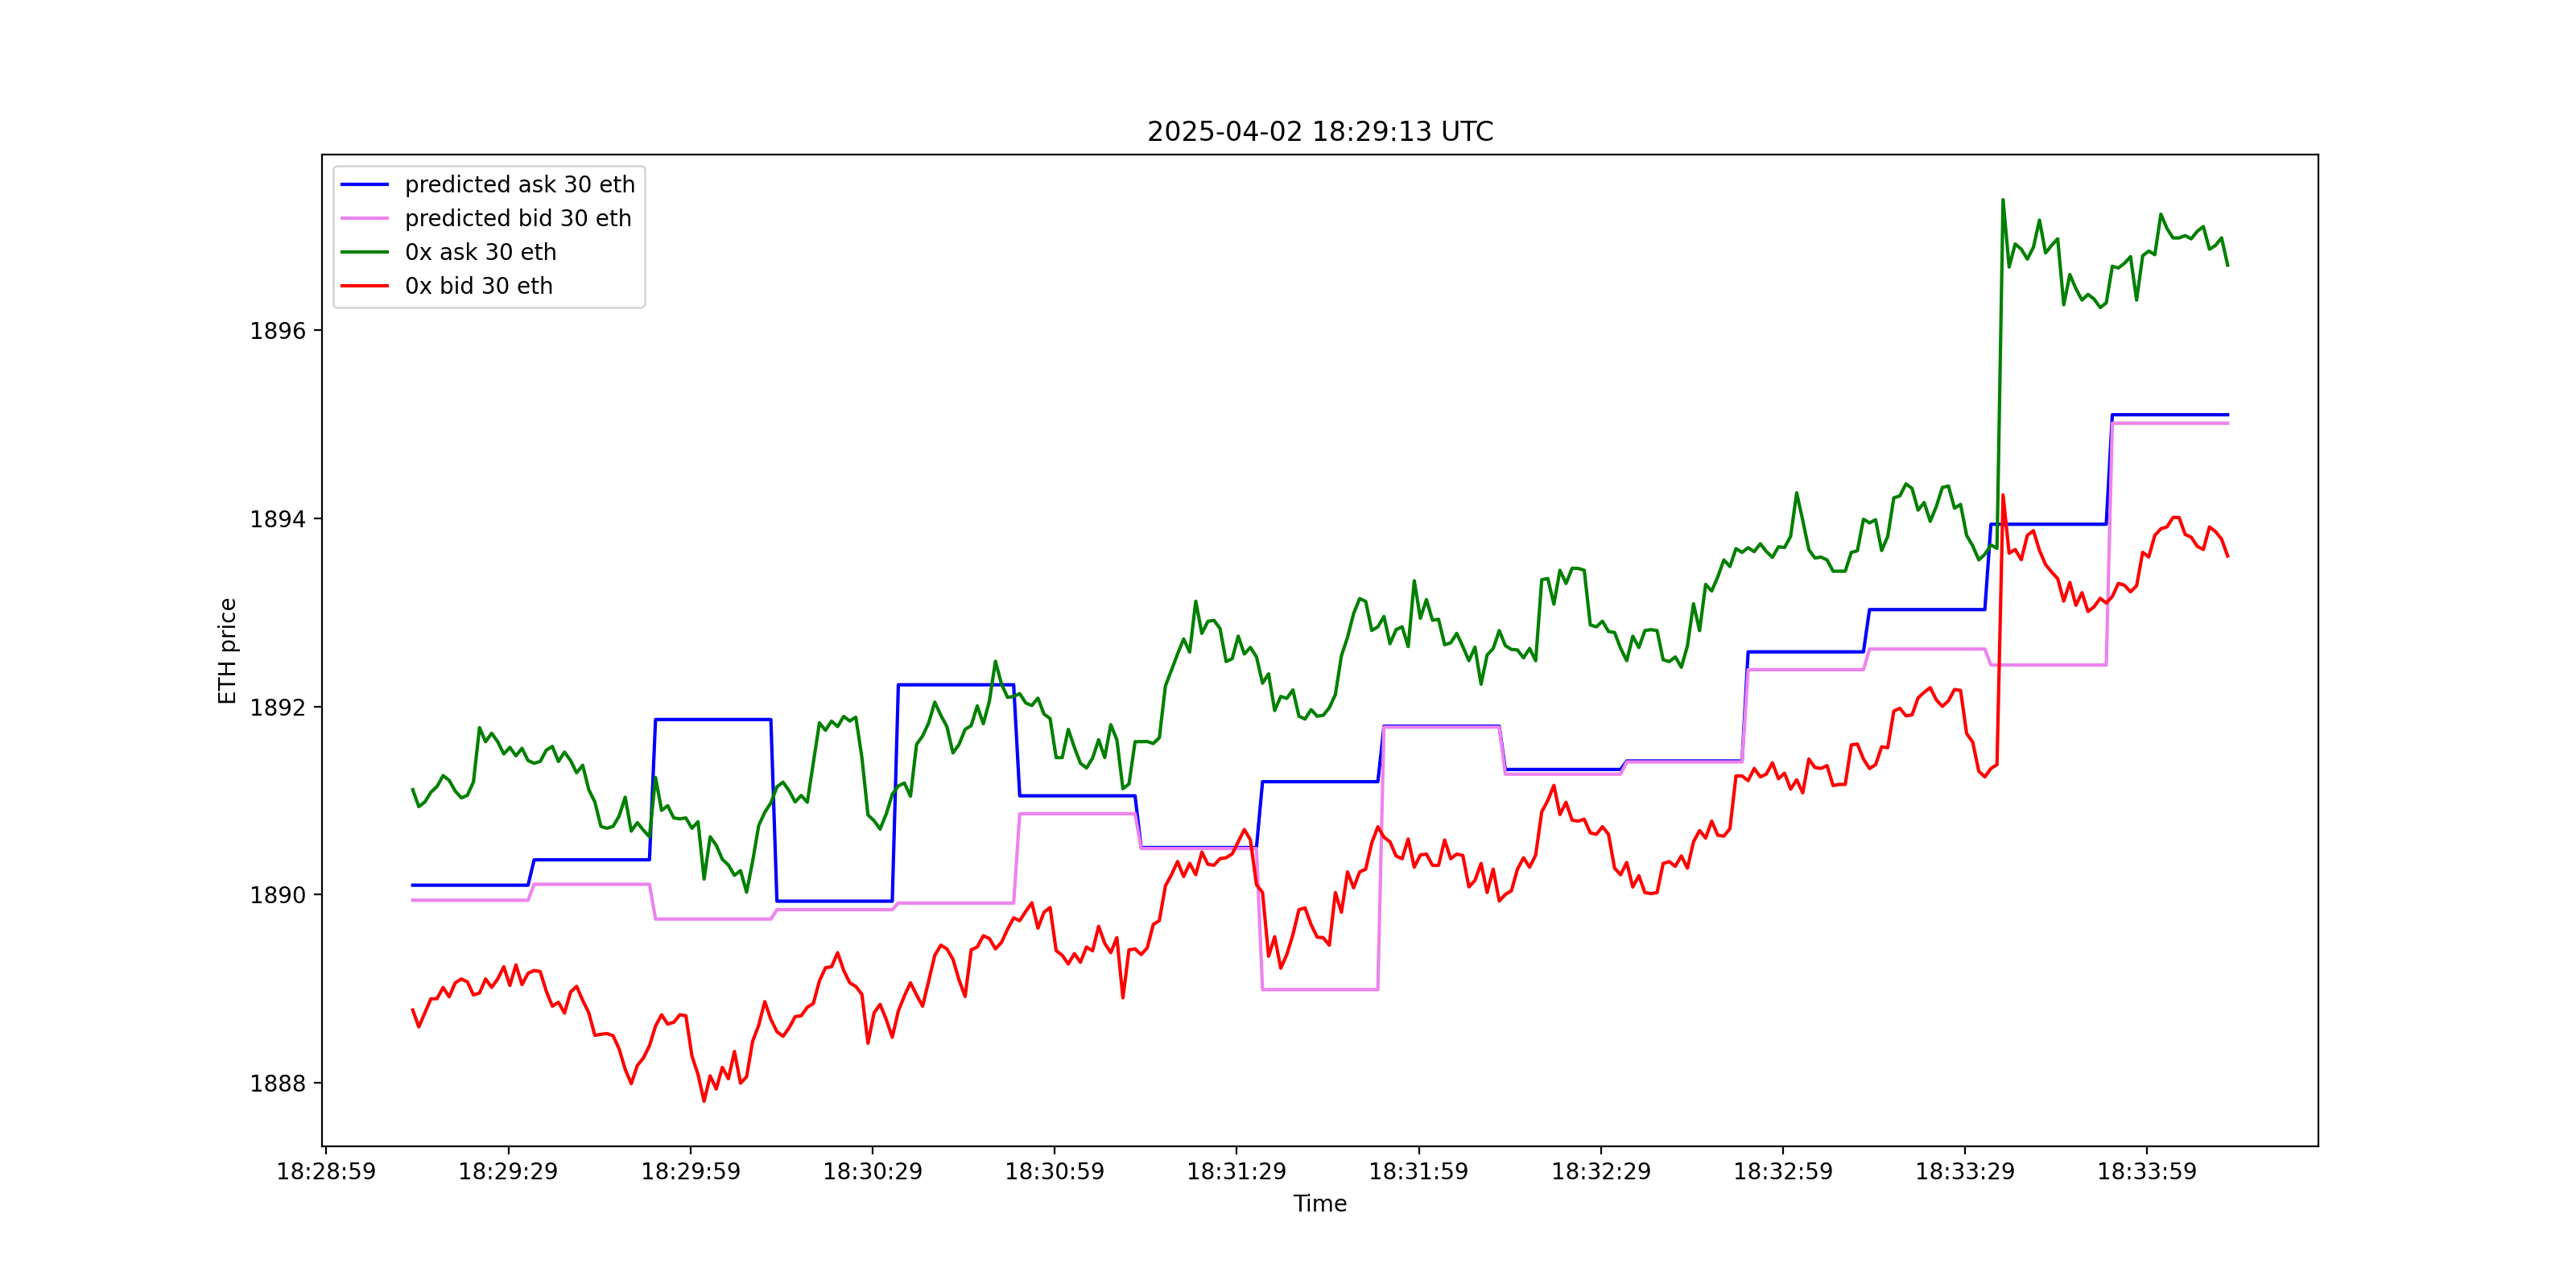 2025-04-02 18:29:13 UTC
predicted ask 30 eth
predicted bid 30 eth
0x ask 30 eth
0x bid 30 eth
ETH price
1896
1894
1892
1890
1888
18:28:59 18:29:29 18:29:59 18:30:29 18:30:59 18:31:29 18:31:59 18:32:29 18:32:59 18:33:29 18:33:59
Time